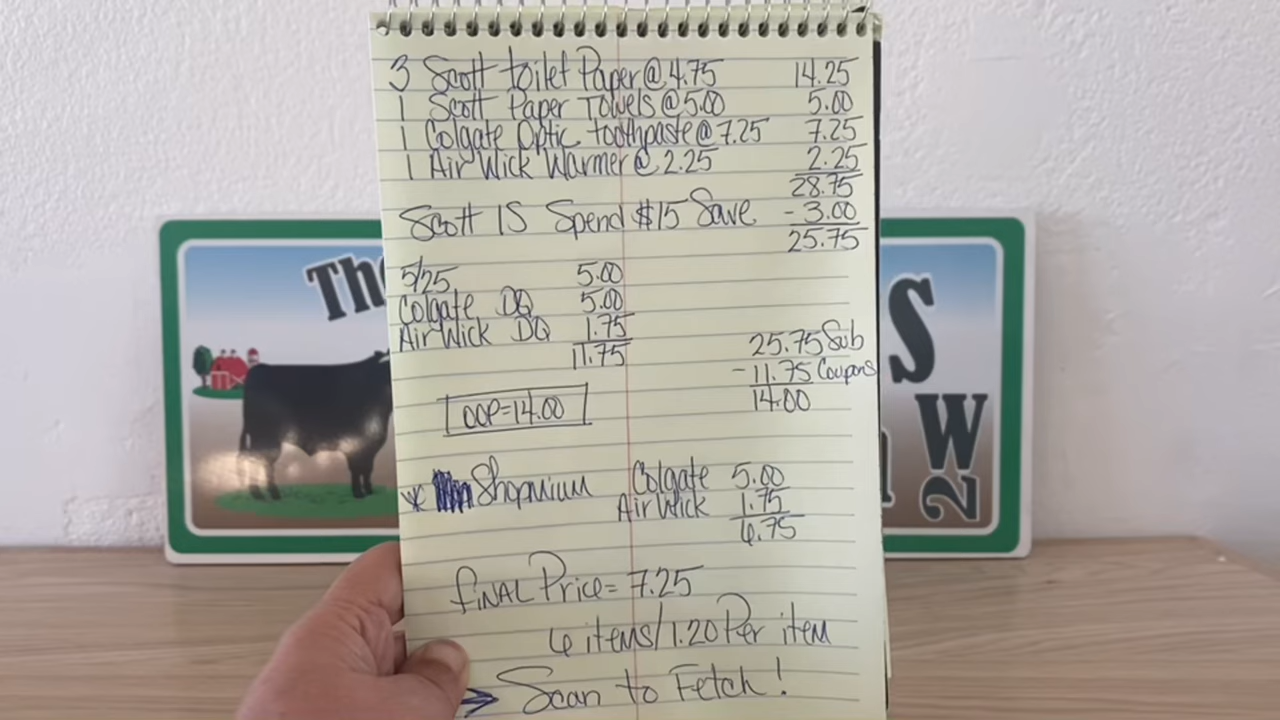 3 Scott toilet Paper @ 4.75 14.25
1 Scott Paper Towels @ 5.00 5.00
1 Colgate Optic toothpaste @ 7.25 7.25
1 Air Wick Warmer @ 2.25 2.25
28.75
Scott IS Spend $15 Save - 3.00
25.75
5/25 5.00
Colgate DQ 5.00
Air Wick DQ 1.75
11.75
25.75 Sub
- 11.75 Coupons
14.00
OOP=14.00
* Shopmium Colgate 5.00
Air Wick 1.75
6.75
FINAL Price = 7.25
6 items/1.20 Per item
→ Scan to Fetch!
The
S
W
2